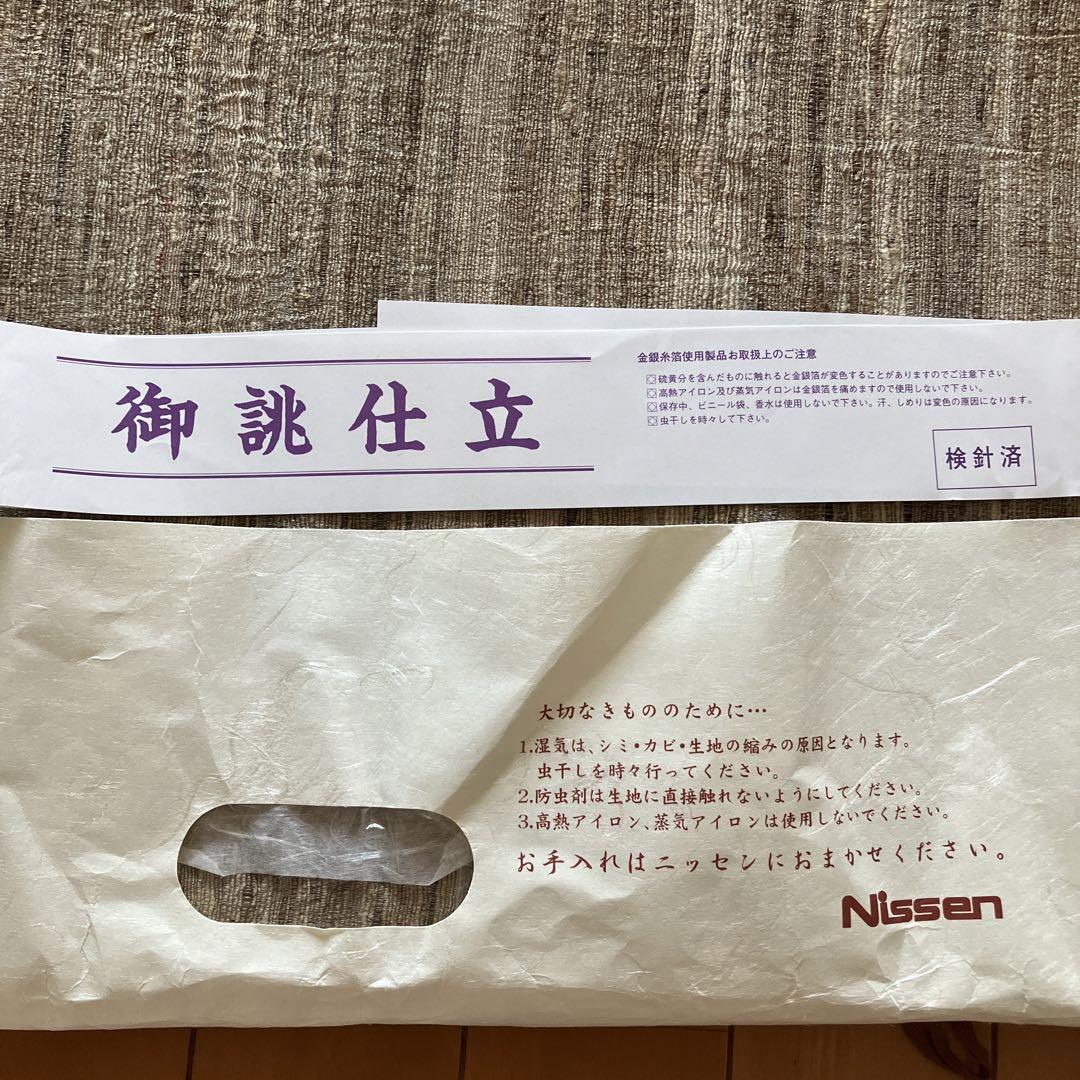 御誂仕立
金銀糸箔使用製品お取扱上のご注意
硫黄分を含んだものに触れると金銀箔が変色することがありますのでご注意下さい。
高熱アイロン及び蒸気アイロンは金銀箔を痛めますので使用しないで下さい。
保存中、ビニール袋、香水は使用しないで下さい。汗、しめりは変色の原因になります。
虫干しを時々して下さい。
検針済
大切なきもののために…
1.湿気は、シミ・カビ・生地の縮みの原因となります。
虫干しを時々行ってください。
2.防虫剤は生地に直接触れないようにしてください。
3.高熱アイロン、蒸気アイロンは使用しないでください。
お手入れはニッセンにおまかせください。
Nissen